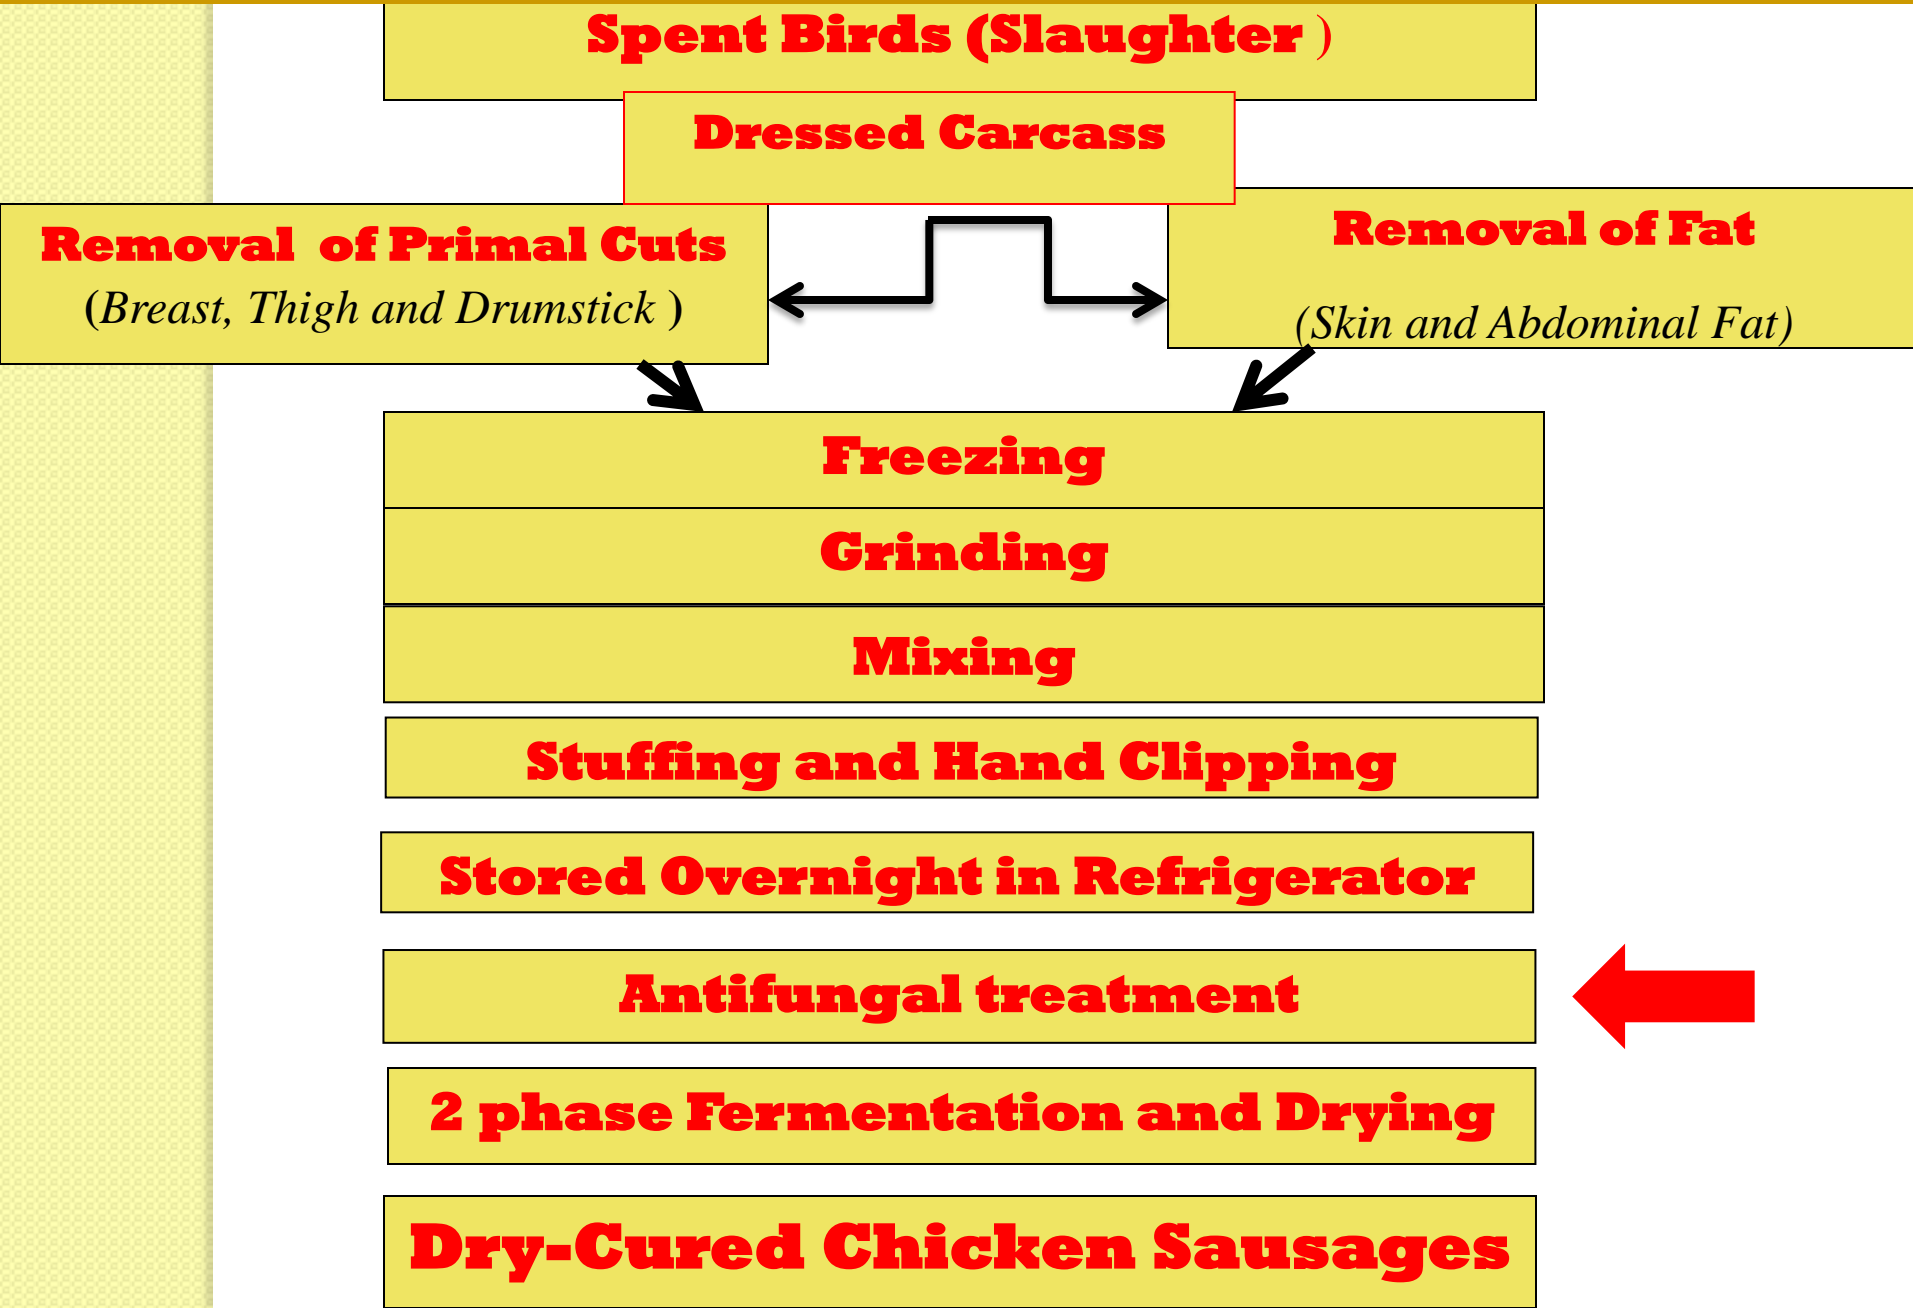 Spent Birds (Slaughter )
Dressed Carcass
Removal of Primal Cuts
(Breast, Thigh and Drumstick )
Removal of Fat
(Skin and Abdominal Fat)
Freezing
Grinding
Mixing
Stuffing and Hand Clipping
Stored Overnight in Refrigerator
Antifungal treatment
2 phase Fermentation and Drying
Dry-Cured Chicken Sausages